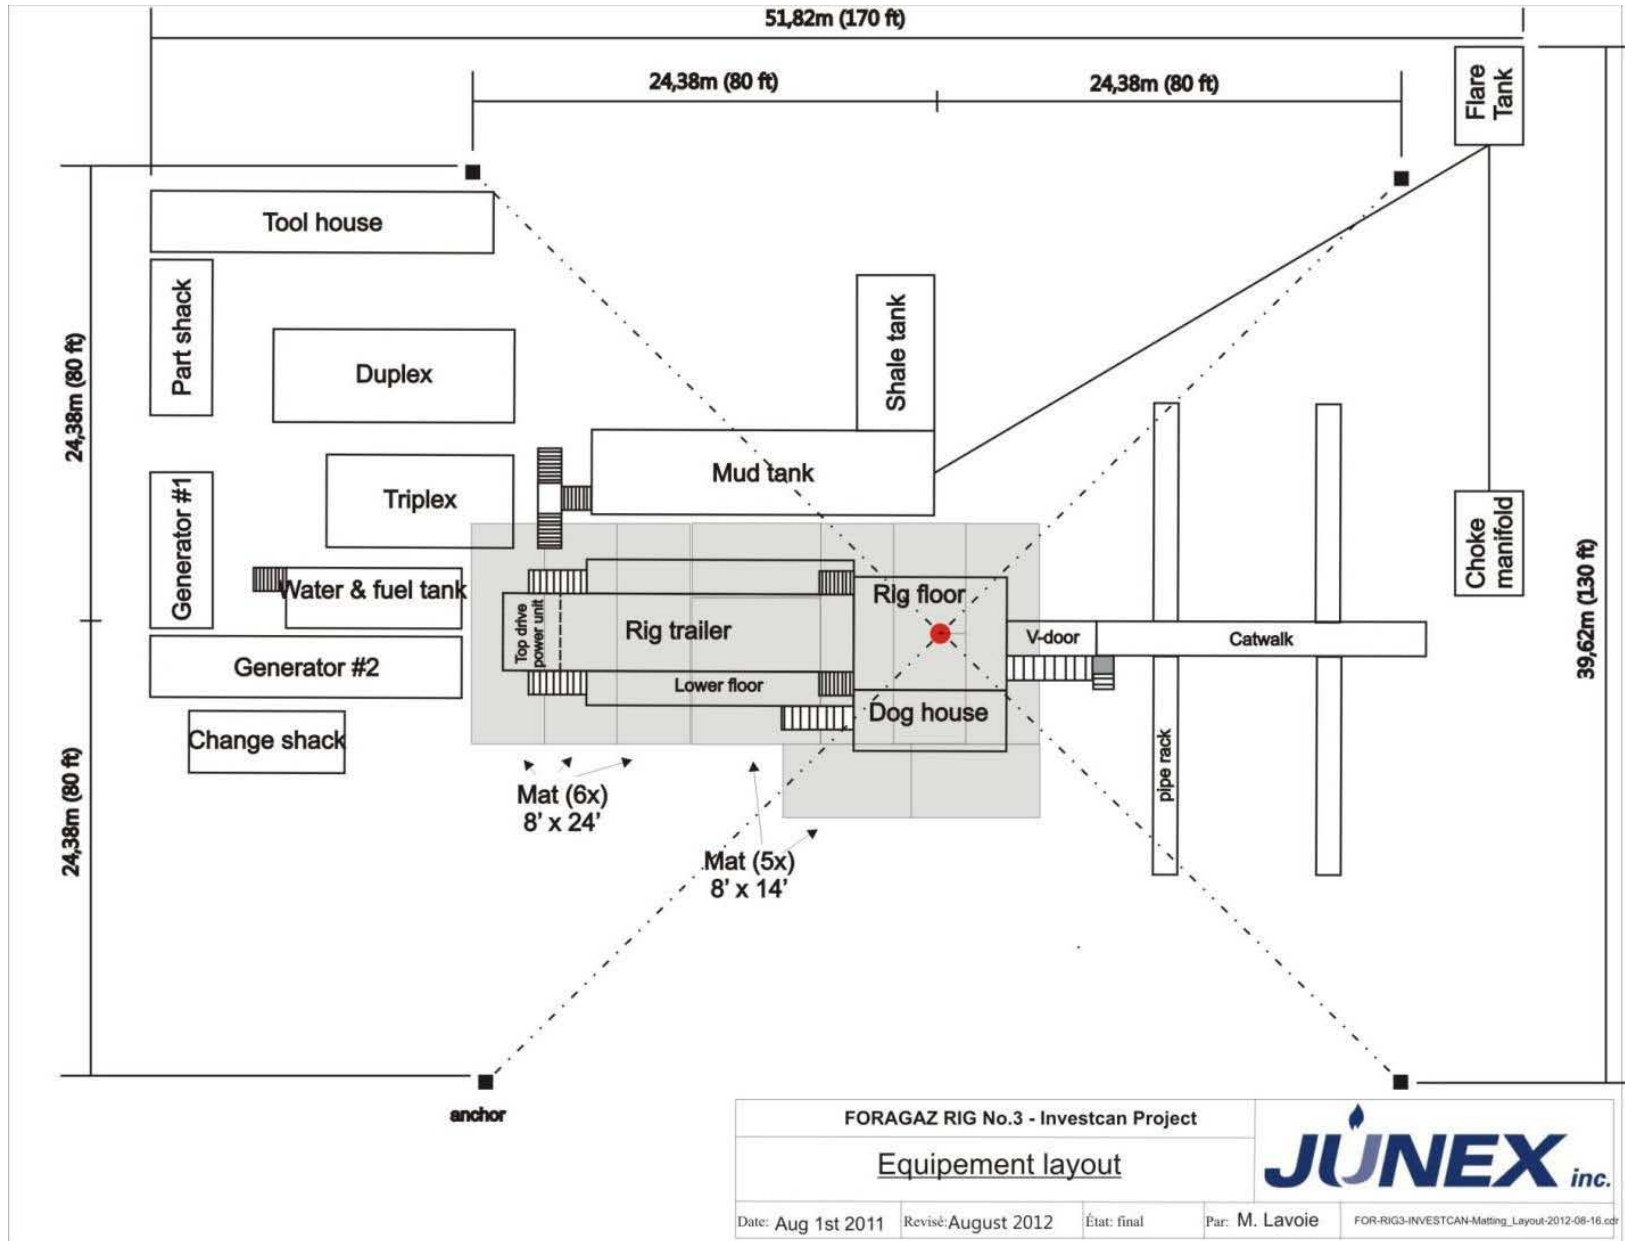 51,82m (170 ft)
24,38m (80 ft)
24,38m (80 ft)
Flare
Tank
Tool house
Part shack
Shale tank
24,38m (80 ft)
Duplex
Mud tank
Triplex
Generator #1
Choke
manifold
Water & fuel tank
Rig floor
39,62m (130 ft)
Top drive
power unit
Rig trailer
V-door
Catwalk
Generator #2
Lower floor
Dog house
Change shack
pipe rack
24,38m (80 ft)
Mat (6x)
8' x 24'
Mat (5x)
8' x 14'
anchor
FORAGAZ RIG No.3 - Investcan Project
Equipement layout
JUNEX inc.
Date: Aug 1st 2011 Revisé: August 2012 État: final Par: M. Lavoie FOR-RIG3-INVESTCAN-Matting_Layout-2012-08-16.cdr